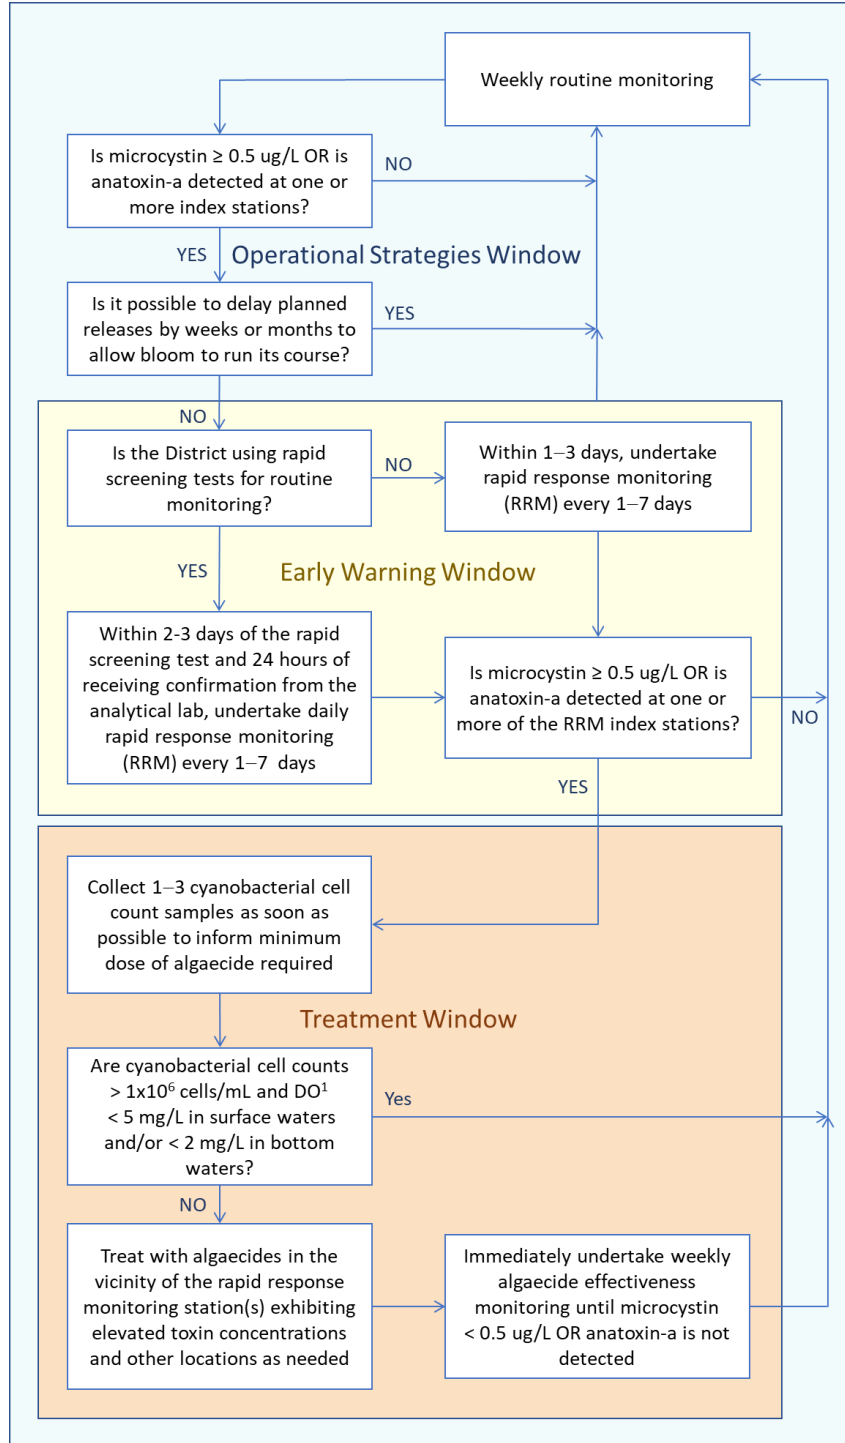 Weekly routine monitoring
Is microcystin ≥ 0.5 ug/L OR is
anatoxin-a detected at one or
more index stations?
NO
YES
Operational Strategies Window
Is it possible to delay planned
releases by weeks or months to
allow bloom to run its course?
YES
NO
Is the District using rapid
screening tests for routine
monitoring?
NO
Within 1–3 days, undertake
rapid response monitoring
(RRM) every 1–7 days
YES
Early Warning Window
Within 2-3 days of the rapid
screening test and 24 hours of
receiving confirmation from the
analytical lab, undertake daily
rapid response monitoring
(RRM) every 1–7 days
Is microcystin ≥ 0.5 ug/L OR is
anatoxin-a detected at one or
more of the RRM index stations?
NO
YES
Collect 1–3 cyanobacterial cell
count samples as soon as
possible to inform minimum
dose of algaecide required
Treatment Window
Are cyanobacterial cell counts
> 1x10⁶ cells/mL and DO¹
< 5 mg/L in surface waters
and/or < 2 mg/L in bottom
waters?
Yes
NO
Treat with algaecides in the
vicinity of the rapid response
monitoring station(s) exhibiting
elevated toxin concentrations
and other locations as needed
Immediately undertake weekly
algaecide effectiveness
monitoring until microcystin
< 0.5 ug/L OR anatoxin-a is not
detected